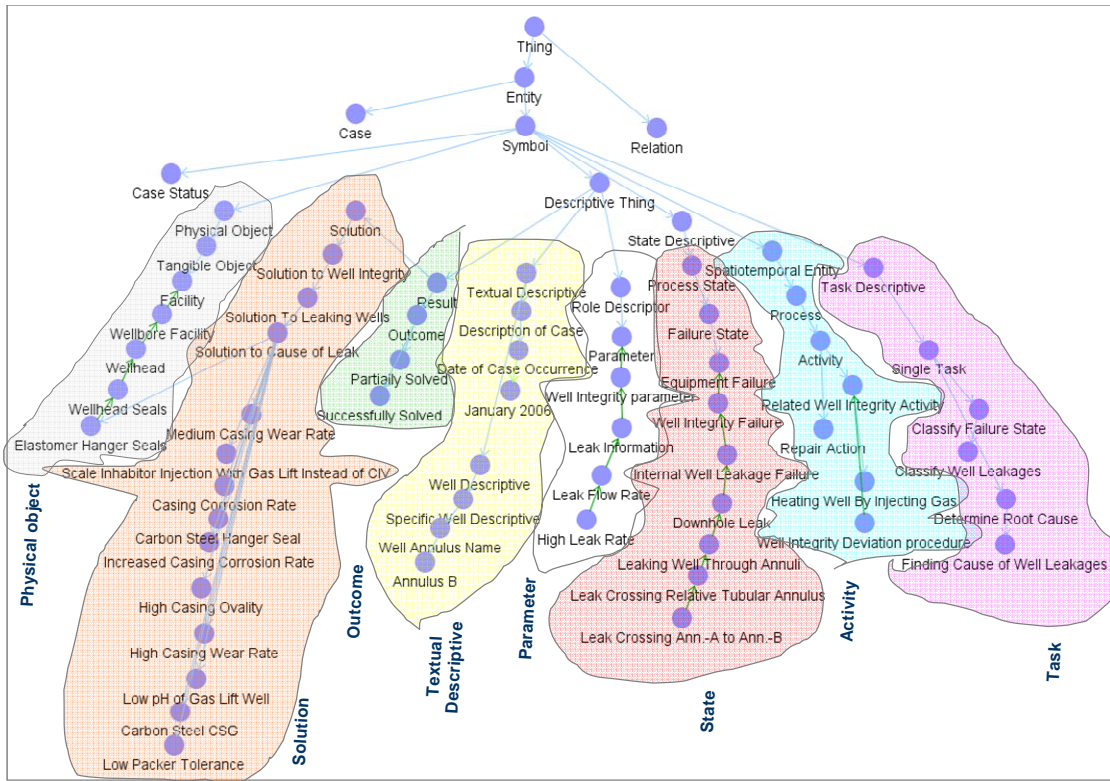 Thing
Entity
Case
Symbol
Relation
Case Status
Descriptive Thing
Physical Object
Solution
State Descriptive
Tangible Object
Solution to Well Integrity
Spatiotemporal Entity
Facility
Result
Textual Descriptive
Process State
Task Descriptive
Solution To Leaking Wells
Role Descriptor
Process
Wellbore Facility
Outcome
Description of Case
Failure State
Solution to Cause of Leak
Parameter
Activity
Wellhead
Partially Solved
Date of Case Occurrence
Equipment Failure
Single Task
Wellhead Seals
Successfully Solved
January 2006
Well Integrity parameter
Related Well Integrity Activity
Elastomer Hanger Seals
Medium Casing Wear Rate
Well Integrity Failure
Classify Failure State
Leak Information
Repair Action
Scale Inhabitor Injection With Gas Lift Instead of CIV
Internal Well Leakage Failure
Classify Well Leakages
Well Descriptive
Leak Flow Rate
Heating Well By Injecting Gas
Casing Corrosion Rate
Specific Well Descriptive
Downhole Leak
Determine Root Cause
Carbon Steel Hanger Seal
High Leak Rate
Well Integrity Deviation procedure
Well Annulus Name
Increased Casing Corrosion Rate
Leaking Well Through Annuli
Finding Cause of Well Leakages
Annulus B
High Casing Ovality
Leak Crossing Relative Tubular Annulus
Leak Crossing Ann.-A to Ann.-B
High Casing Wear Rate
Low pH of Gas Lift Well
Carbon Steel CSG
Low Packer Tolerance
Physical object
Solution
Outcome
Textual
Descriptive
Parameter
State
Activity
Task